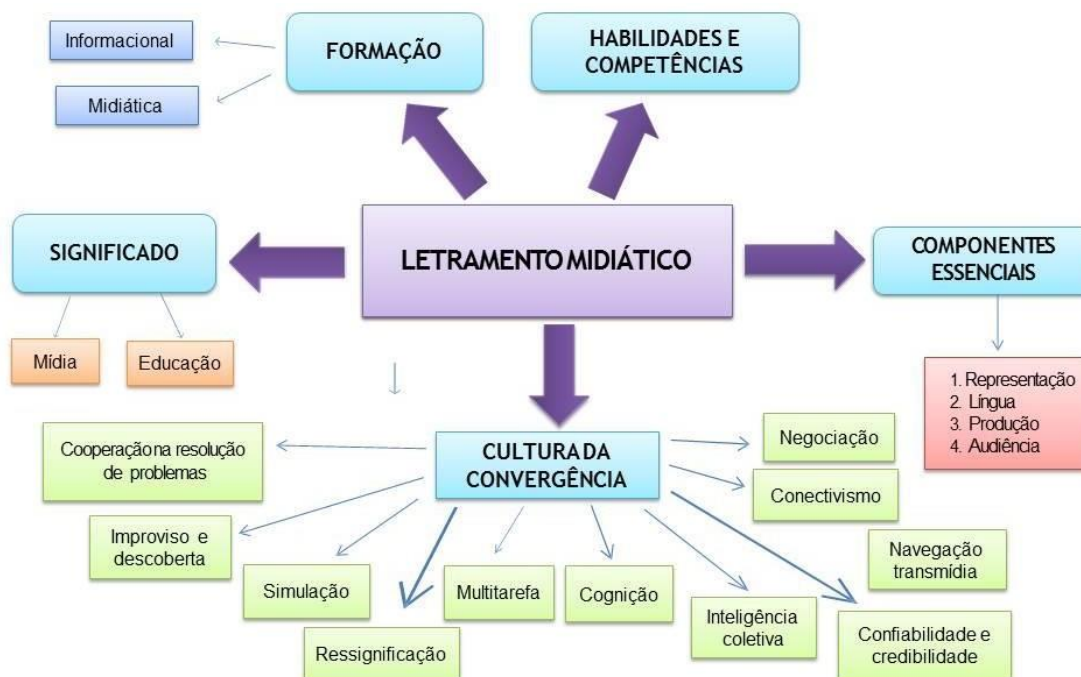 Informacional
Midiática
FORMAÇÃO
HABILIDADES E
COMPETÊNCIAS
SIGNIFICADO
Mídia
Educação
LETRAMENTO MIDIÁTICO
COMPONENTES
ESSENCIAIS
1. Representação
2. Língua
3. Produção
4. Audiência
CULTURA DA
CONVERGÊNCIA
Cooperação na resolução
de problemas
Improviso e
descoberta
Simulação
Ressignificação
Multitarefa
Cognição
Inteligência
coletiva
Negociação
Conectivismo
Navegação
transmídia
Confiabilidade e
credibilidade